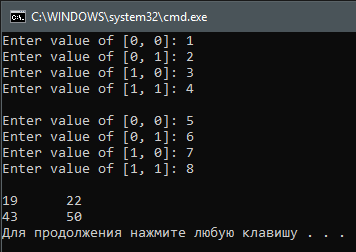 C:\WINDOWS\system32\cmd.exe
Enter value of [0, 0]: 1
Enter value of [0, 1]: 2
Enter value of [1, 0]: 3
Enter value of [1, 1]: 4
Enter value of [0, 0]: 5
Enter value of [0, 1]: 6
Enter value of [1, 0]: 7
Enter value of [1, 1]: 8
19 22
43 50
Для продолжения нажмите любую клавишу . . .